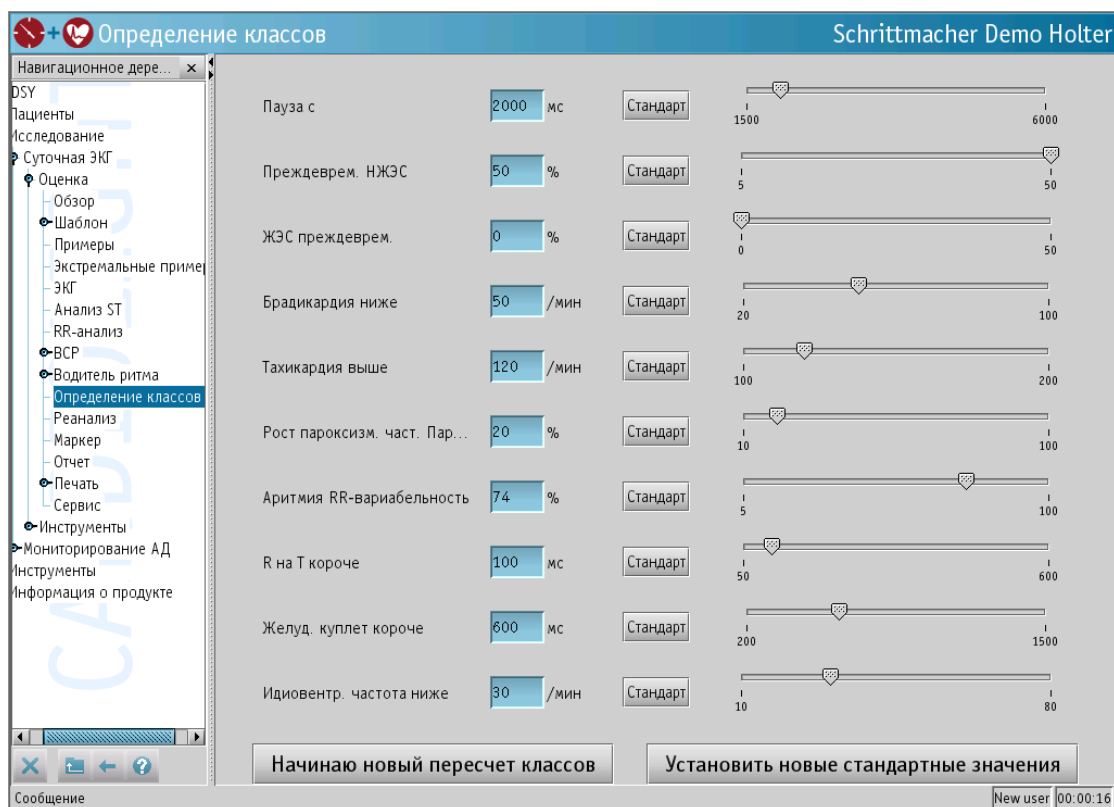 Определение классов
Schrittmacher Demo Holter
Навигационное дере...
DSY
Пациенты
Исследование
Суточная ЭКГ
Оценка
Обзор
Шаблон
Примеры
Экстремальные приме
ЭКГ
Анализ ST
RR-анализ
ВСР
Водитель ритма
Определение классов
Реанализ
Маркер
Отчет
Печать
Сервис
Инструменты
Мониторирование АД
Инструменты
Информация о продукте
Пауза с 2000 мс Стандарт
1500 6000
Преждеврем. НЖЭС 50 % Стандарт
5 50
ЖЭС преждеврем. 0 % Стандарт
0 50
Брадикардия ниже 50 /мин Стандарт
20 100
Тахикардия выше 120 /мин Стандарт
100 200
Рост пароксизм. част. Пар... 20 % Стандарт
10 100
Аритмия RR-вариабельность 74 % Стандарт
5 100
R на T короче 100 мс Стандарт
50 600
Желуд. куплет короче 600 мс Стандарт
200 1500
Идиовентр. частота ниже 30 /мин Стандарт
10 80
Начинаю новый пересчет классов
Установить новые стандартные значения
Сообщение
New user 00:00:16